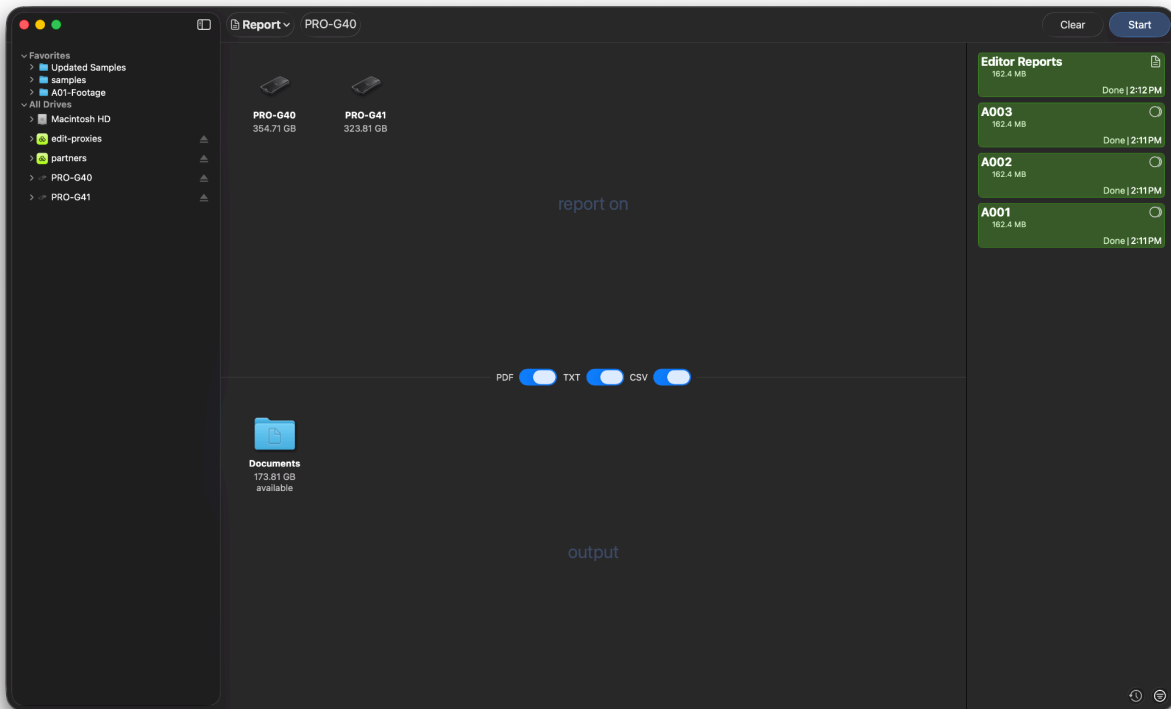 Report
PRO-G40
Clear
Start
Favorites
Updated Samples
samples
A01-Footage
All Drives
Macintosh HD
edit-proxies
partners
PRO-G40
PRO-G41
PRO-G40
354.71 GB
PRO-G41
323.81 GB
report on
PDF
TXT
CSV
Documents
173.81 GB
available
output
Editor Reports
162.4 MB
Done | 2:12 PM
A003
162.4 MB
Done | 2:11 PM
A002
162.4 MB
Done | 2:11 PM
A001
162.4 MB
Done | 2:11 PM